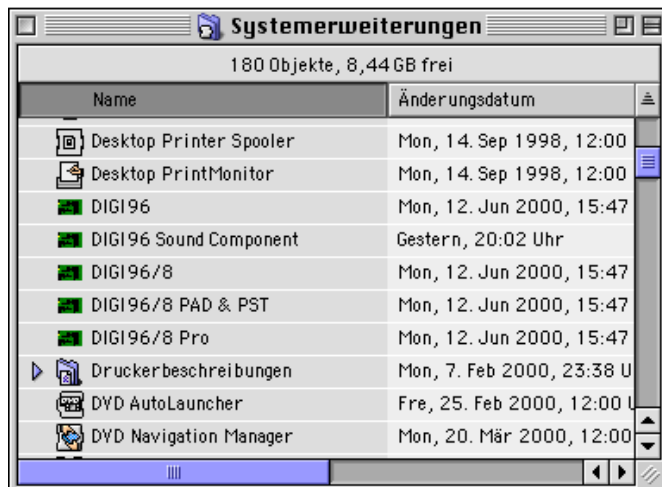 Systemerweiterungen
180 Objekte, 8,44 GB frei
Name Änderungsdatum
Desktop Printer Spooler Mon, 14. Sep 1998, 12:00
Desktop PrintMonitor Mon, 14. Sep 1998, 12:00
DIGI96 Mon, 12. Jun 2000, 15:47
DIGI96 Sound Component Gestern, 20:02 Uhr
DIGI96/8 Mon, 12. Jun 2000, 15:47
DIGI96/8 PAD & PST Mon, 12. Jun 2000, 15:47
DIGI96/8 Pro Mon, 12. Jun 2000, 15:47
Druckerbeschreibungen Mon, 7. Feb 2000, 23:38 U
DVD AutoLauncher Fre, 25. Feb 2000, 12:00 U
DVD Navigation Manager Mon, 20. Mär 2000, 12:00